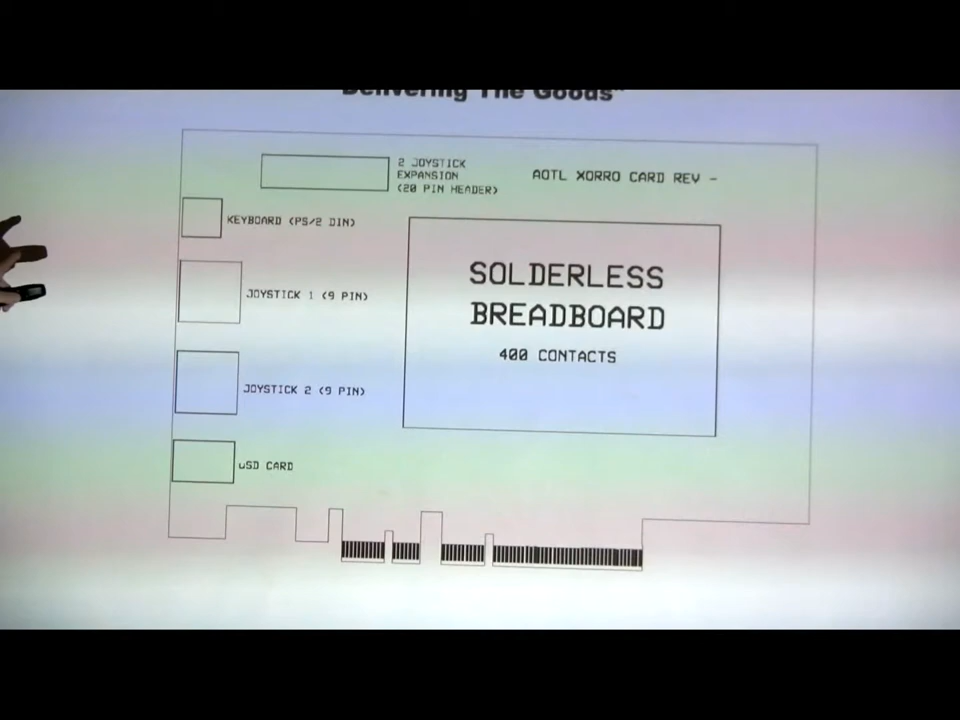 Delivering The Goods"
2 JOYSTICK
EXPANSION
(20 PIN HEADER)
AOTL XORRO CARD REV -
KEYBOARD (PS/2 DIN)
SOLDERLESS
BREADBOARD
400 CONTACTS
JOYSTICK 1 (9 PIN)
JOYSTICK 2 (9 PIN)
uSD CARD